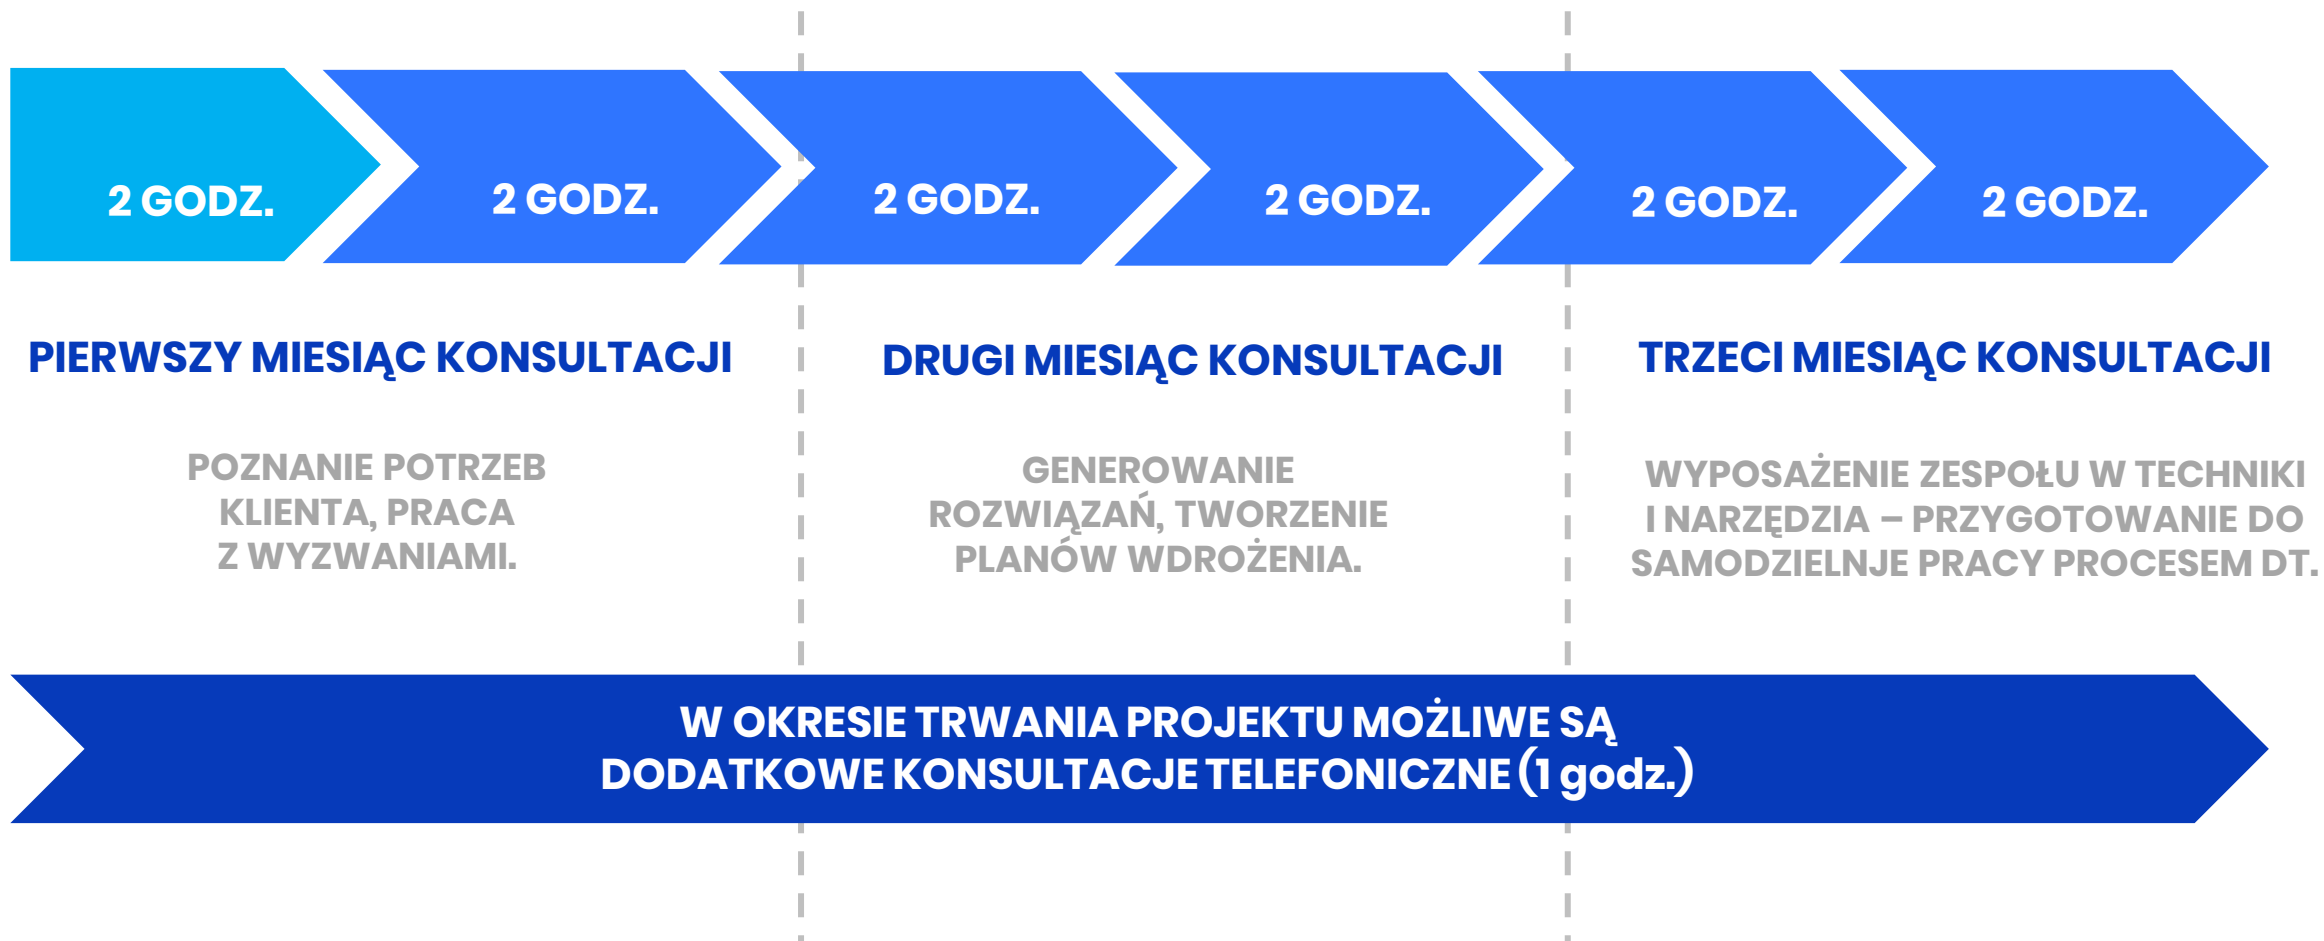 2 GODZ.
2 GODZ.
2 GODZ.
2 GODZ.
2 GODZ.
2 GODZ.
PIERWSZY MIESIĄC KONSULTACJI
POZNANIE POTRZEB
KLIENTA, PRACA
Z WYZWANIAMI.
DRUGI MIESIĄC KONSULTACJI
GENEROWANIE
ROZWIĄZAŃ, TWORZENIE
PLANÓW WDROŻENIA.
TRZECI MIESIĄC KONSULTACJI
WYPOSAŻENIE ZESPOŁU W TECHNIKI
I NARZĘDZIA – PRZYGOTOWANIE DO
SAMODZIELNJE PRACY PROCESEM DT.
W OKRESIE TRWANIA PROJEKTU MOŻLIWE SĄ
DODATKOWE KONSULTACJE TELEFONICZNE (1 godz.)